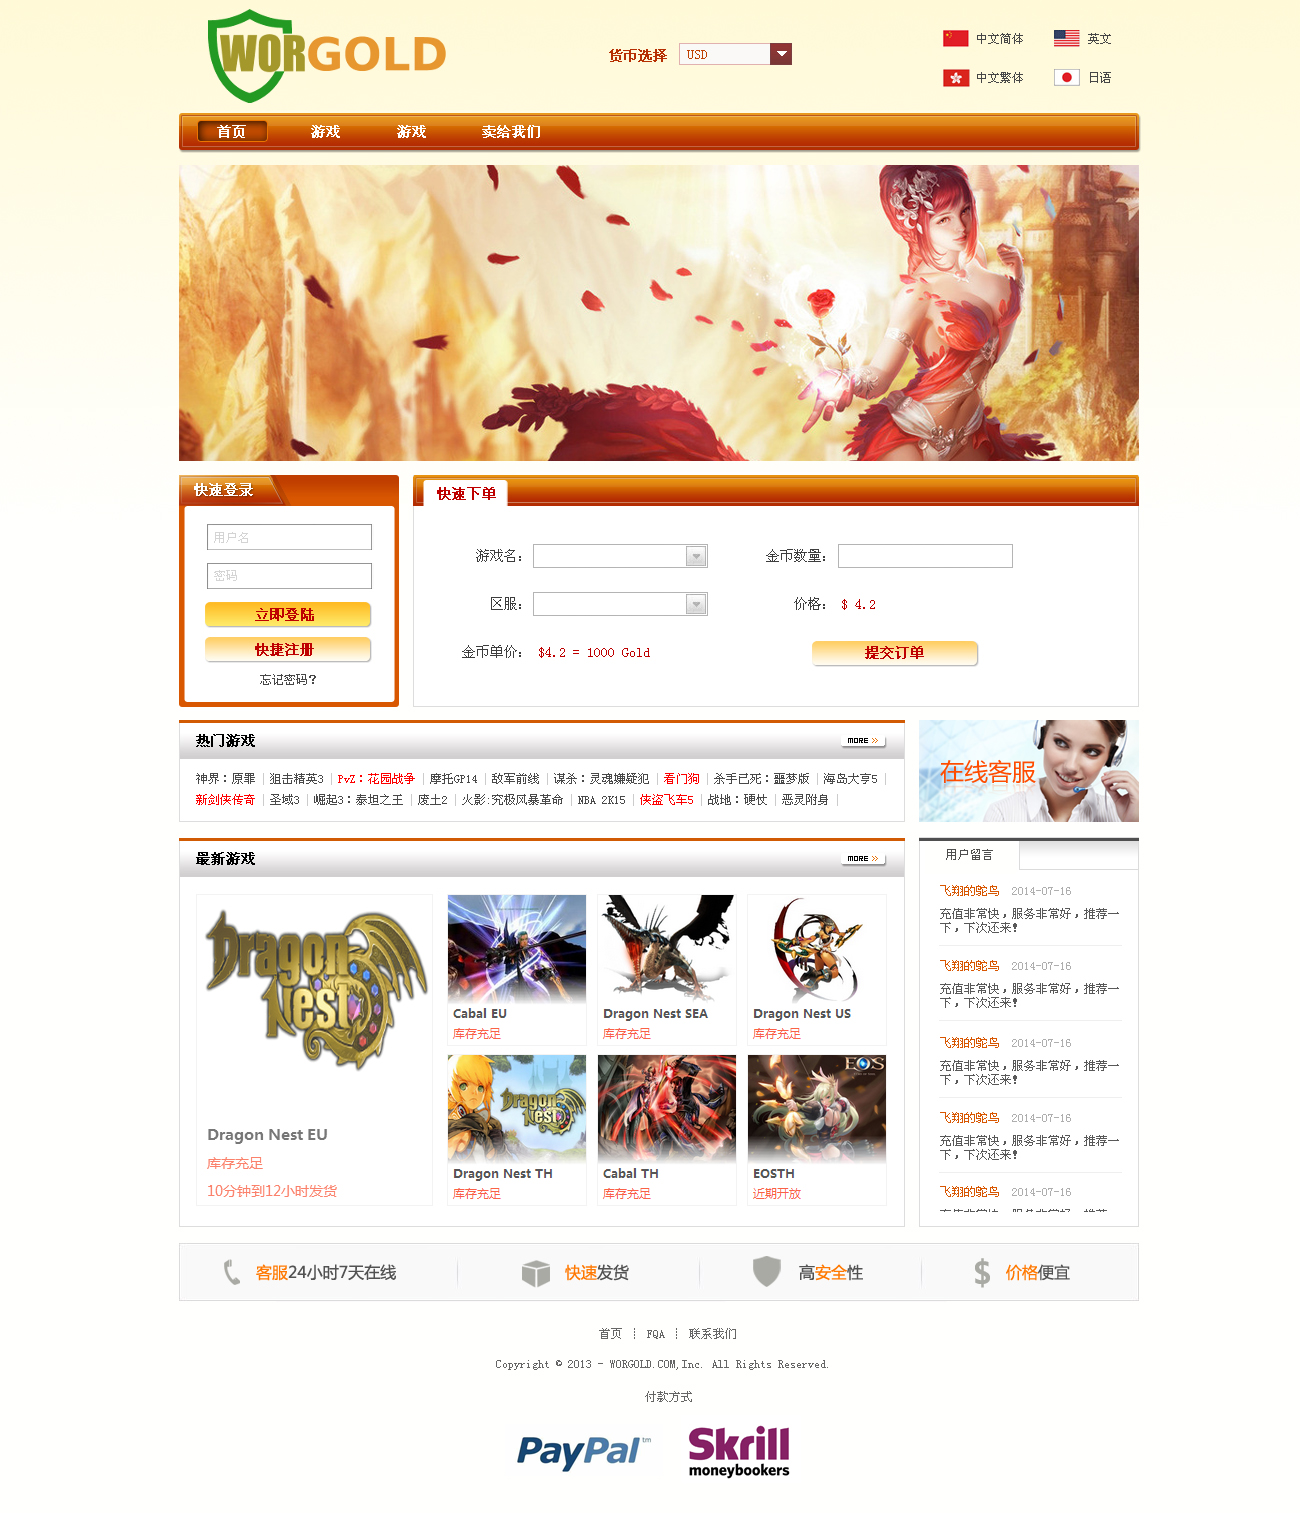 WORGOLD
货币选择 USD
中文简体 英文
中文繁体 日语
首页 游戏 游戏 卖给我们
快速登录
用户名
密码
立即登陆
快捷注册
忘记密码?
快速下单
游戏名: 金币数量:
区服: 价格: $ 4.2
金币单价: $4.2 = 1000 Gold 提交订单
热门游戏 MORE
神界：原罪 狙击精英3 PvZ：花园战争 摩托GP14 敌军前线 谋杀：灵魂嫌疑犯 看门狗 杀手已死：噩梦版 海岛大亨5
新剑侠传奇 圣域3 崛起3：泰坦之王 废土2 火影:究极风暴革命 NBA 2K15 侠盗飞车5 战地：硬仗 恶灵附身
在线客服
最新游戏 MORE
Dragon Nest
Dragon Nest EU
库存充足
10分钟到12小时发货
Cabal EU
库存充足
Dragon Nest SEA
库存充足
Dragon Nest US
库存充足
Dragon Nest
Dragon Nest TH
库存充足
Cabal TH
库存充足
EOS
EOSTH
近期开放
用户留言
飞翔的鸵鸟 2014-07-16
充值非常快，服务非常好，推荐一
下，下次还来！
飞翔的鸵鸟 2014-07-16
充值非常快，服务非常好，推荐一
下，下次还来！
飞翔的鸵鸟 2014-07-16
充值非常快，服务非常好，推荐一
下，下次还来！
飞翔的鸵鸟 2014-07-16
充值非常快，服务非常好，推荐一
下，下次还来！
飞翔的鸵鸟 2014-07-16
客服24小时7天在线 快速发货 高安全性 价格便宜
首页 FQA 联系我们
Copyright © 2013 - WORGOLD.COM,Inc. All Rights Reserved.
付款方式
PayPal™ Skrill
moneybookers